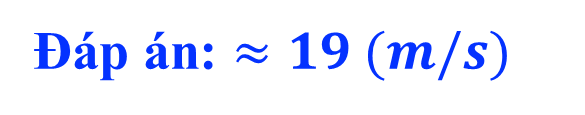 Đáp án: ≈ 19 (m/s)